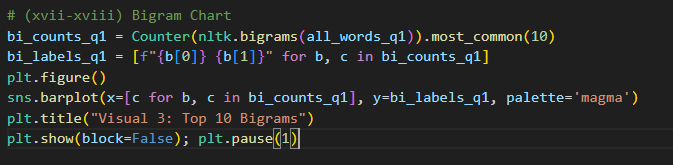 # (xvii-xviii) Bigram Chart
bi_counts_q1 = Counter(nltk.bigrams(all_words_q1)).most_common(10)
bi_labels_q1 = [f"{b[0]} {b[1]}" for b, c in bi_counts_q1]
plt.figure()
sns.barplot(x=[c for b, c in bi_counts_q1], y=bi_labels_q1, palette='magma')
plt.title("Visual 3: Top 10 Bigrams")
plt.show(block=False); plt.pause(1)